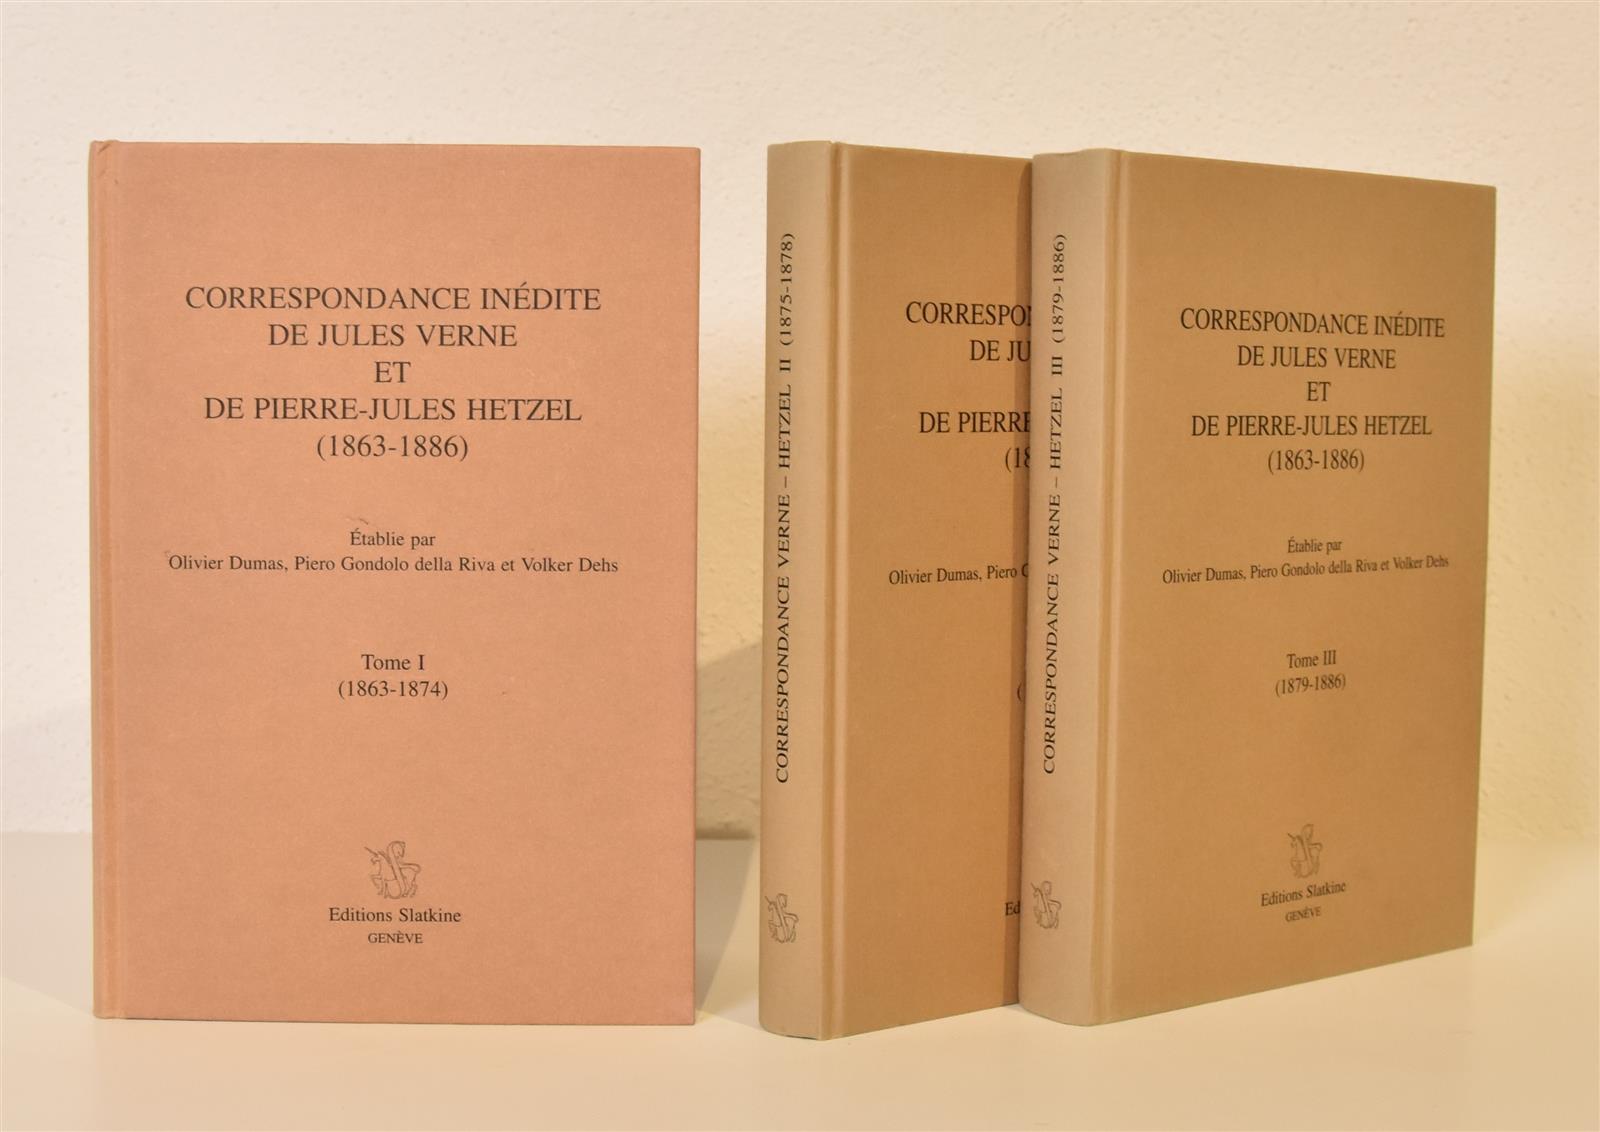 CORRESPONDANCE INÉDITE
DE JULES VERNE
ET
DE PIERRE-JULES HETZEL
(1863-1886)
Établie par
Olivier Dumas, Piero Gondolo della Riva et Volker Dehs
Tome I
(1863-1874)
Editions Slatkine
GENÈVE
CORRESPONDANCE VERNE – HETZEL II (1875-1878)
DE
DE PIERRE
Olivier Dumas, Piero
CORRESPONDANCE VERNE – HETZEL III (1879-1886)
CORRESPONDANCE INÉDITE
DE JULES VERNE
ET
DE PIERRE-JULES HETZEL
(1863-1886)
Établie par
Olivier Dumas, Piero Gondolo della Riva et Volker Dehs
Tome III
(1879-1886)
Editions Slatkine
GENÈVE